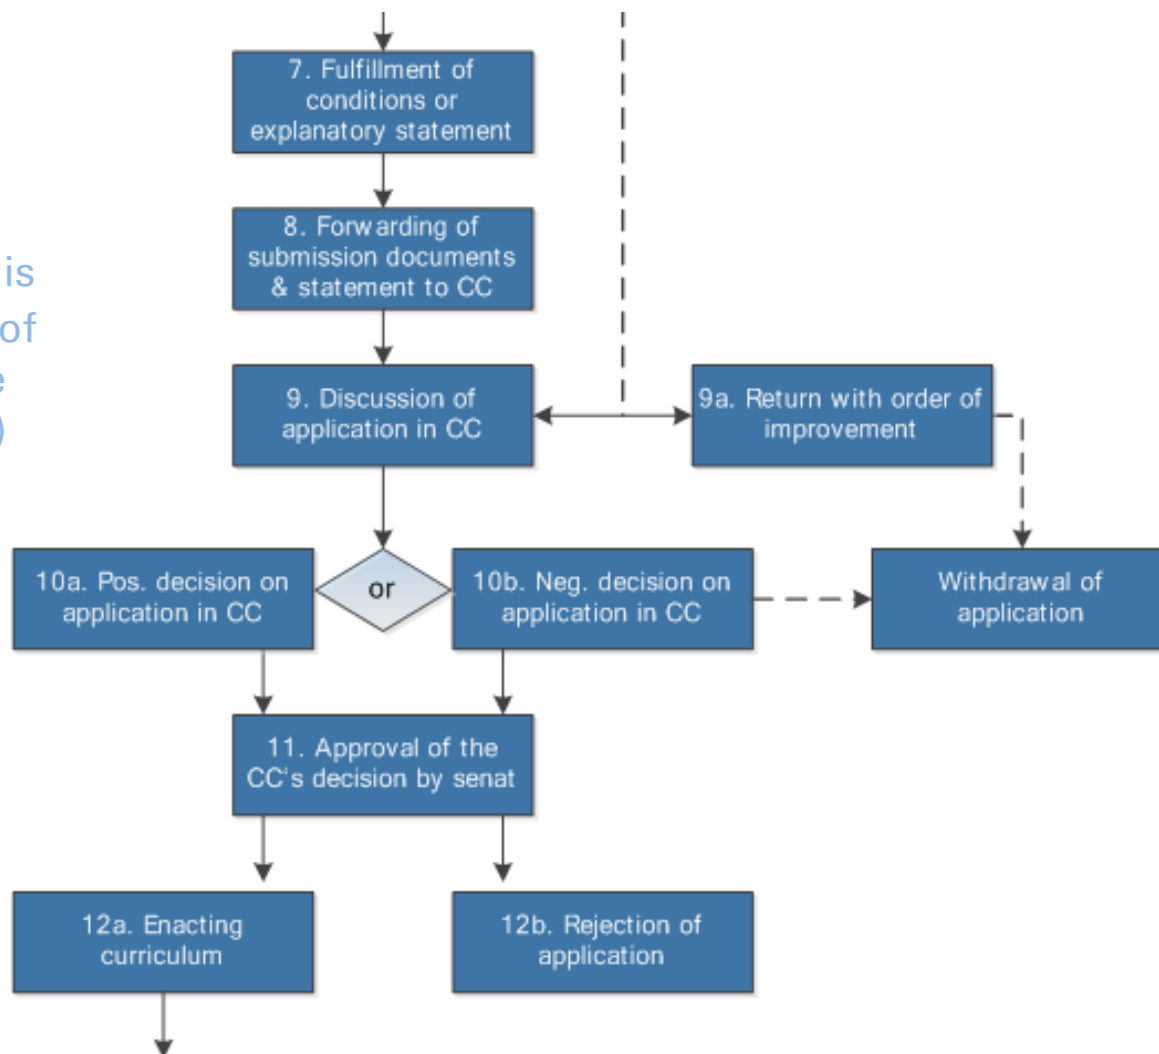 7. Fulfillment of
conditions or
explanatory statement
8. Forwarding of
submission documents
& statement to CC
is
of
e
)
9. Discussion of
application in CC
9a. Return with order of
improvement
10a. Pos. decision on
application in CC
or
10b. Neg. decision on
application in CC
Withdrawal of
application
11. Approval of the
CC's decision by senat
12a. Enacting
curriculum
12b. Rejection of
application